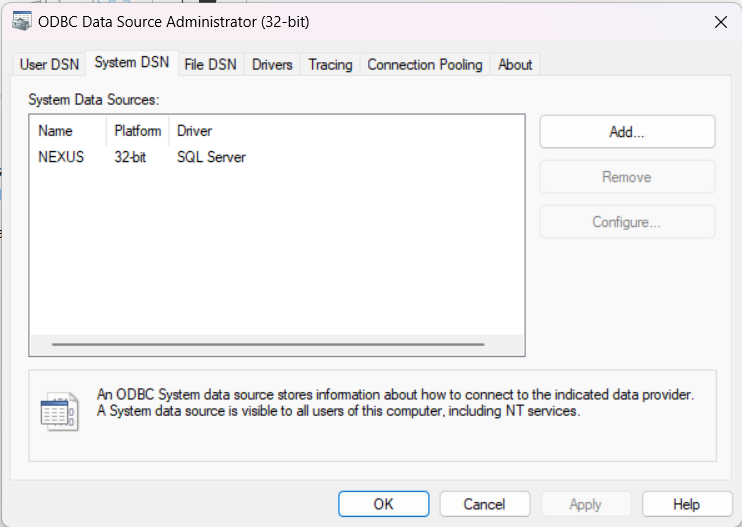 ODBC Data Source Administrator (32-bit)
User DSN System DSN File DSN Drivers Tracing Connection Pooling About
System Data Sources:
Name Platform Driver
NEXUS 32-bit SQL Server
Add...
Remove
Configure...
An ODBC System data source stores information about how to connect to the indicated data provider.
A System data source is visible to all users of this computer, including NT services.
OK Cancel Apply Help